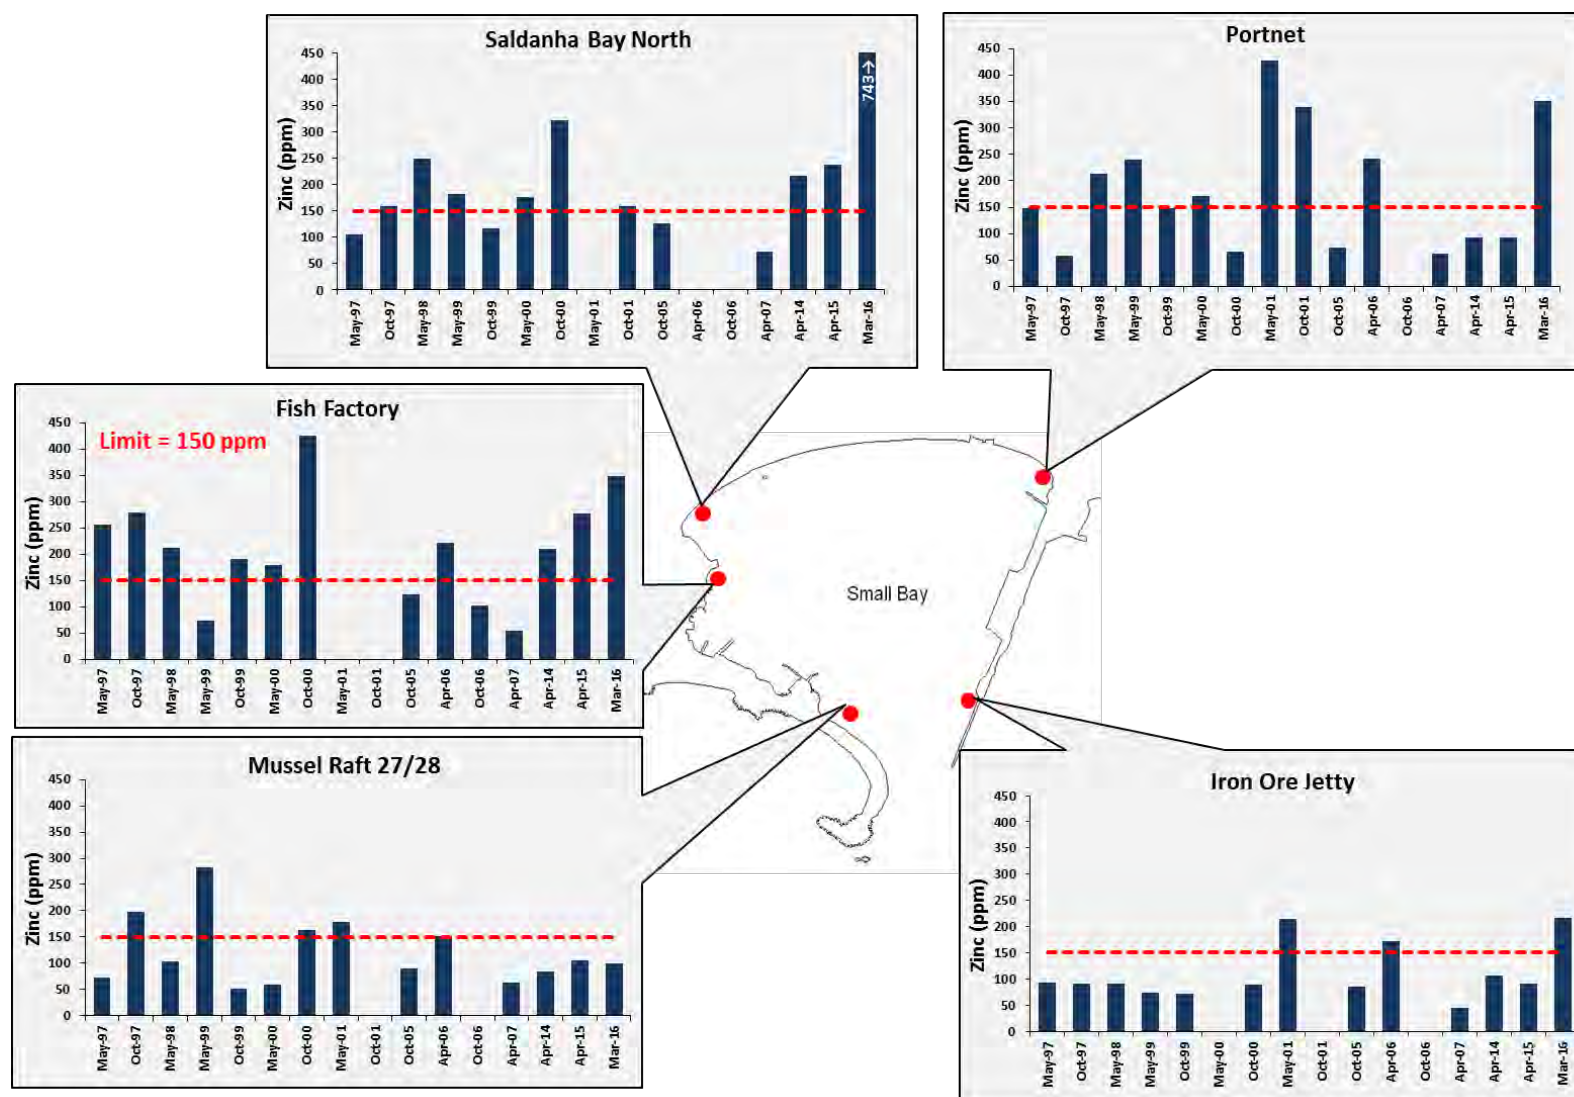 Saldanha Bay North
Zinc (ppm)
450
400
350
300
250
200
150
100
50
0
743→
May-97
Oct-97
May-98
May-99
Oct-99
May-00
Oct-00
May-01
Oct-01
Oct-05
Apr-06
Oct-06
Apr-07
Apr-14
Apr-15
Mar-16
Portnet
Zinc (ppm)
450
400
350
300
250
200
150
100
50
0
May-97
Oct-97
May-98
May-99
Oct-99
May-00
Oct-00
May-01
Oct-01
Oct-05
Apr-06
Oct-06
Apr-07
Apr-14
Apr-15
Mar-16
Fish Factory
Limit = 150 ppm
Zinc (ppm)
450
400
350
300
250
200
150
100
50
0
May-97
Oct-97
May-98
May-99
Oct-99
May-00
Oct-00
May-01
Oct-01
Oct-05
Apr-06
Oct-06
Apr-07
Apr-14
Apr-15
Mar-16
Small Bay
Mussel Raft 27/28
Zinc (ppm)
450
400
350
300
250
200
150
100
50
0
May-97
Oct-97
May-98
May-99
Oct-99
May-00
Oct-00
May-01
Oct-01
Oct-05
Apr-06
Oct-06
Apr-07
Apr-14
Apr-15
Mar-16
Iron Ore Jetty
Zinc (ppm)
450
400
350
300
250
200
150
100
50
0
May-97
Oct-97
May-98
May-99
Oct-99
May-00
Oct-00
May-01
Oct-01
Oct-05
Apr-06
Oct-06
Apr-07
Apr-14
Apr-15
Mar-16